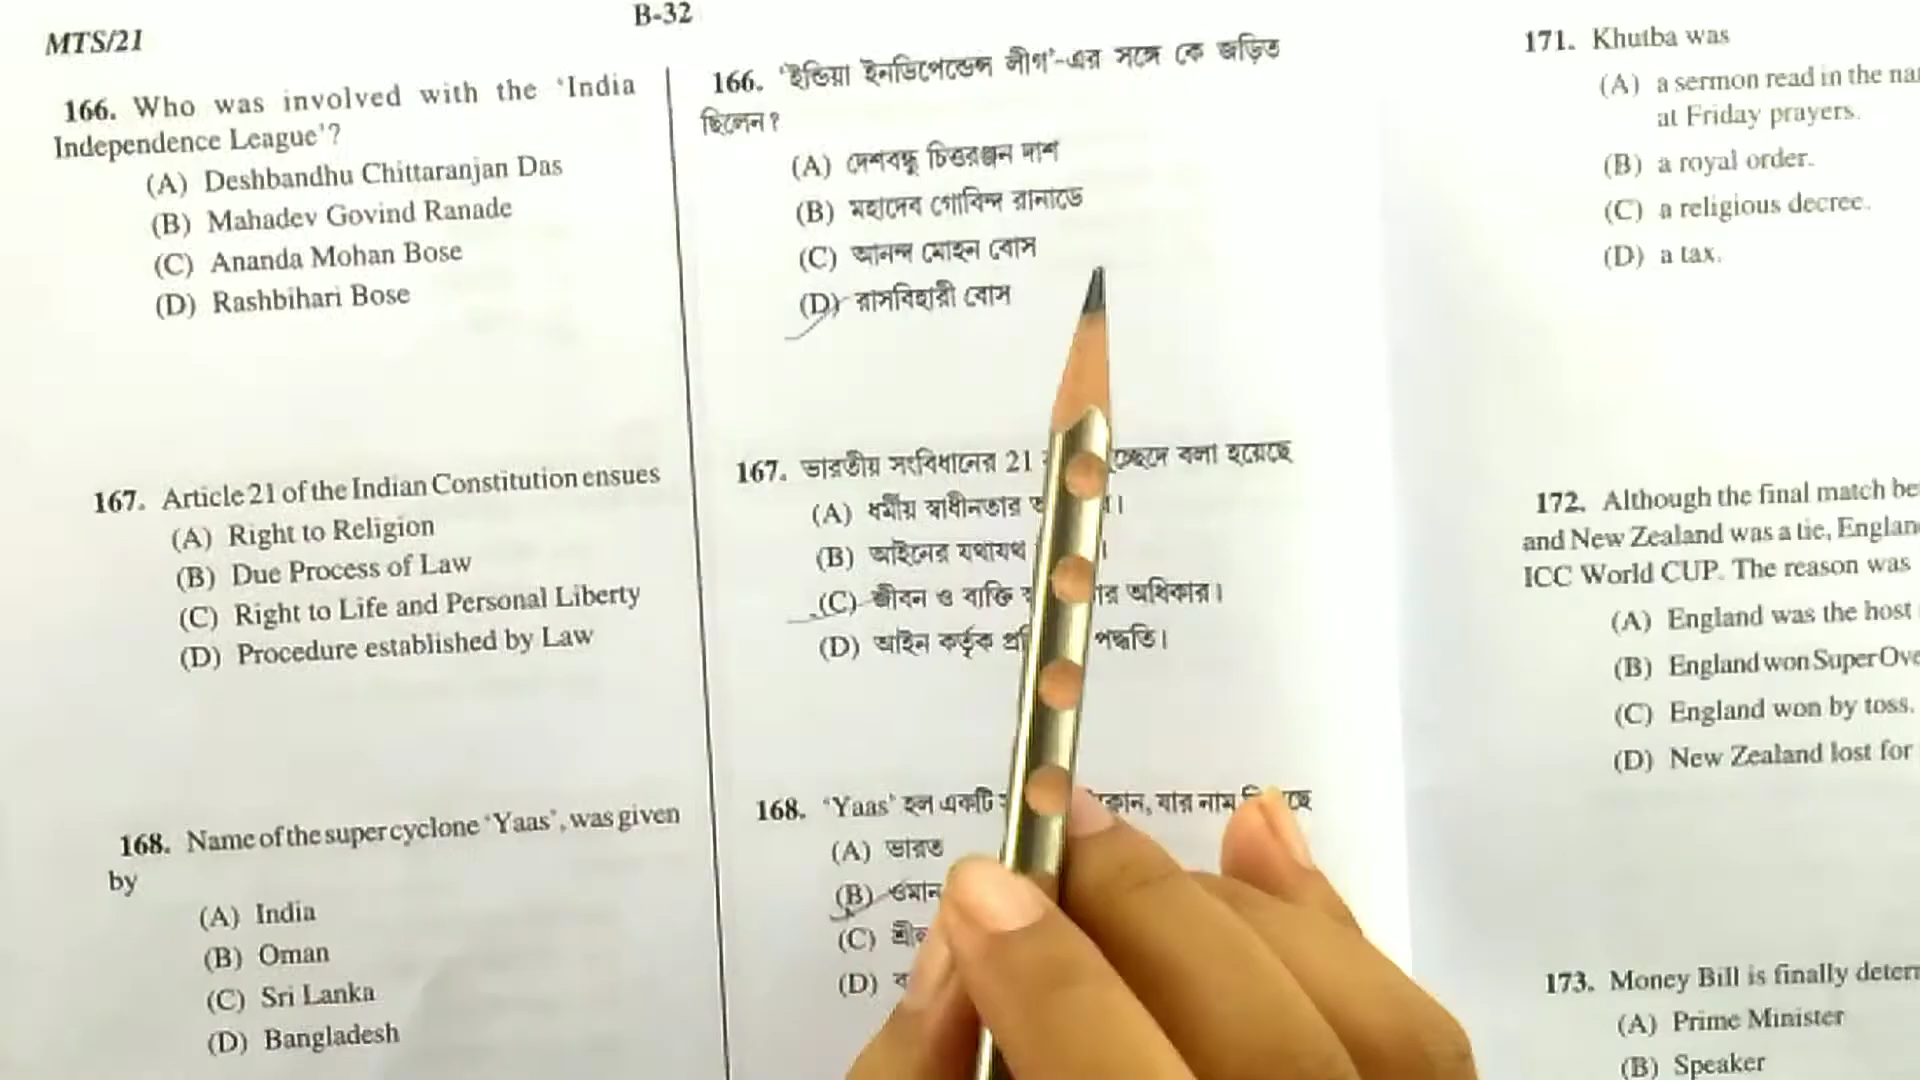 MTS/21
B-32
166. Who was involved with the 'India
Independence League'?
(A) Deshbandhu Chittaranjan Das
(B) Mahadev Govind Ranade
(C) Ananda Mohan Bose
(D) Rashbihari Bose
167. Article 21 of the Indian Constitution ensues
(A) Right to Religion
(B) Due Process of Law
(C) Right to Life and Personal Liberty
(D) Procedure established by Law
168. Name of the super cyclone 'Yaas', was given
by
(A) India
(B) Oman
(C) Sri Lanka
(D) Bangladesh
166. 'ইন্ডিয়া ইনডিপেন্ডেন্স লীগ'-এর সঙ্গে কে জড়িত
ছিলেন?
(A) দেশবন্ধু চিত্তরঞ্জন দাশ
(B) মহাদেব গোবিন্দ রানাডে
(C) আনন্দ মোহন বোস
(D) রাসবিহারী বোস
167. ভারতীয় সংবিধানের 21 বলা হয়েছে
(A) ধর্মীয় স্বাধীনতার
(B) আইনের যথাযথ
(C) জীবন ও ব্যক্তি অধিকার।
(D) আইন কর্তৃক পদ্ধতি।
168. 'Yaas' হল একটি যার নাম
(A) ভারত
(B) ওমান
(C)
(D)
171. Khutba was
(A) a sermon read in the
at Friday prayers.
(B) a royal order.
(C) a religious decree.
(D) a tax.
172. Although the final match
and New Zealand was a tie,
ICC World CUP. The reason was
(A) England was the host
(B) England won Super
(C) England won by toss.
(D) New Zealand lost for
173. Money Bill is finally
(A) Prime Minister
(B) Speaker